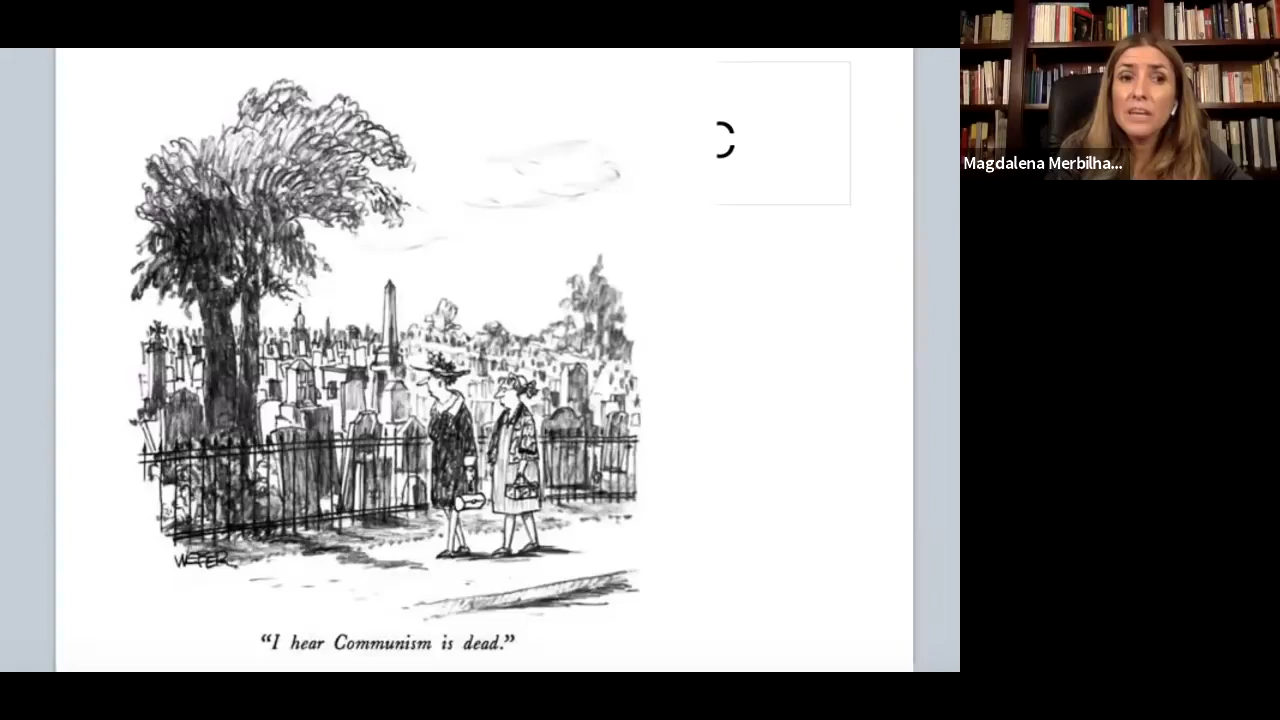 C
Magdalena Merbilha...
WEBER
“I hear Communism is dead.”